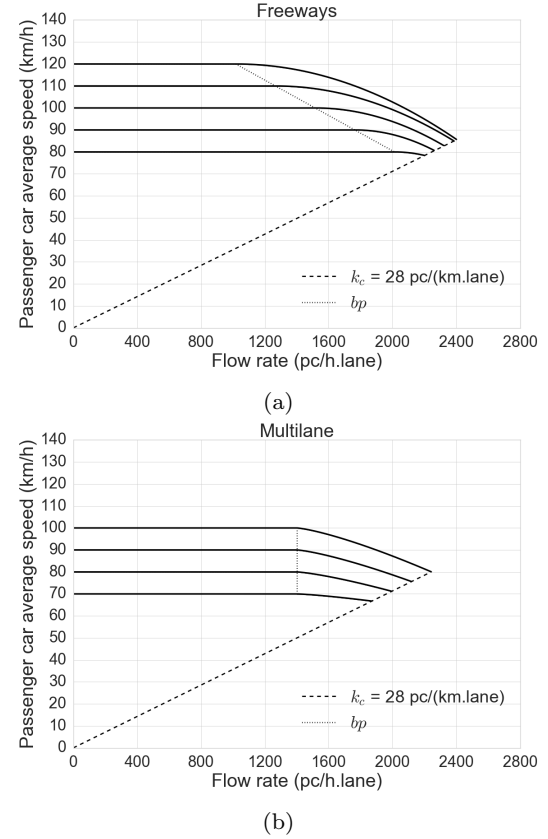 Freeways
Passenger car average speed (km/h)
140
130
120
110
100
90
80
70
60
50
40
30
20
10
0
k_c = 28 pc/(km.lane)
bp
0 400 800 1200 1600 2000 2400 2800
Flow rate (pc/h.lane)
(a)
Multilane
Passenger car average speed (km/h)
140
130
120
110
100
90
80
70
60
50
40
30
20
10
0
k_c = 28 pc/(km.lane)
bp
0 400 800 1200 1600 2000 2400 2800
Flow rate (pc/h.lane)
(b)